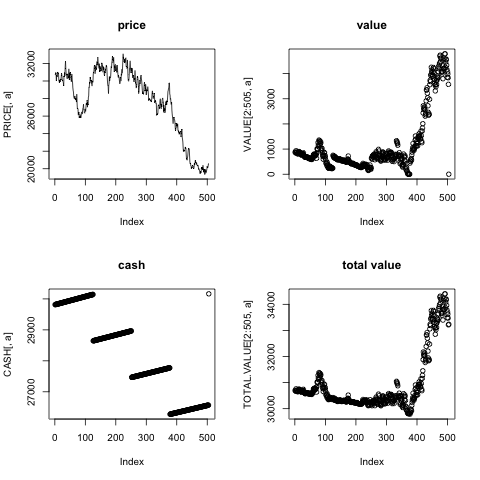 price
value
PRICE[, a]
20000 26000 32000
0 100 200 300 400 500
Index
VALUE[2:505, a]
0 1000 3000
0 100 200 300 400 500
Index
cash
total value
CASH[, a]
27000 29000
0 100 200 300 400 500
Index
TOTAL.VALUE[2:505, a]
30000 32000 34000
0 100 200 300 400 500
Index